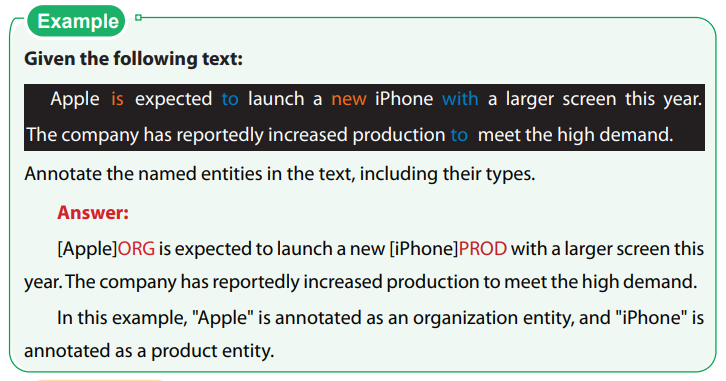 Example
Given the following text:
Apple is expected to launch a new iPhone with a larger screen this year.
The company has reportedly increased production to meet the high demand.
Annotate the named entities in the text, including their types.
Answer:
[Apple]ORG is expected to launch a new [iPhone]PROD with a larger screen this
year. The company has reportedly increased production to meet the high demand.
In this example, "Apple" is annotated as an organization entity, and "iPhone" is
annotated as a product entity.